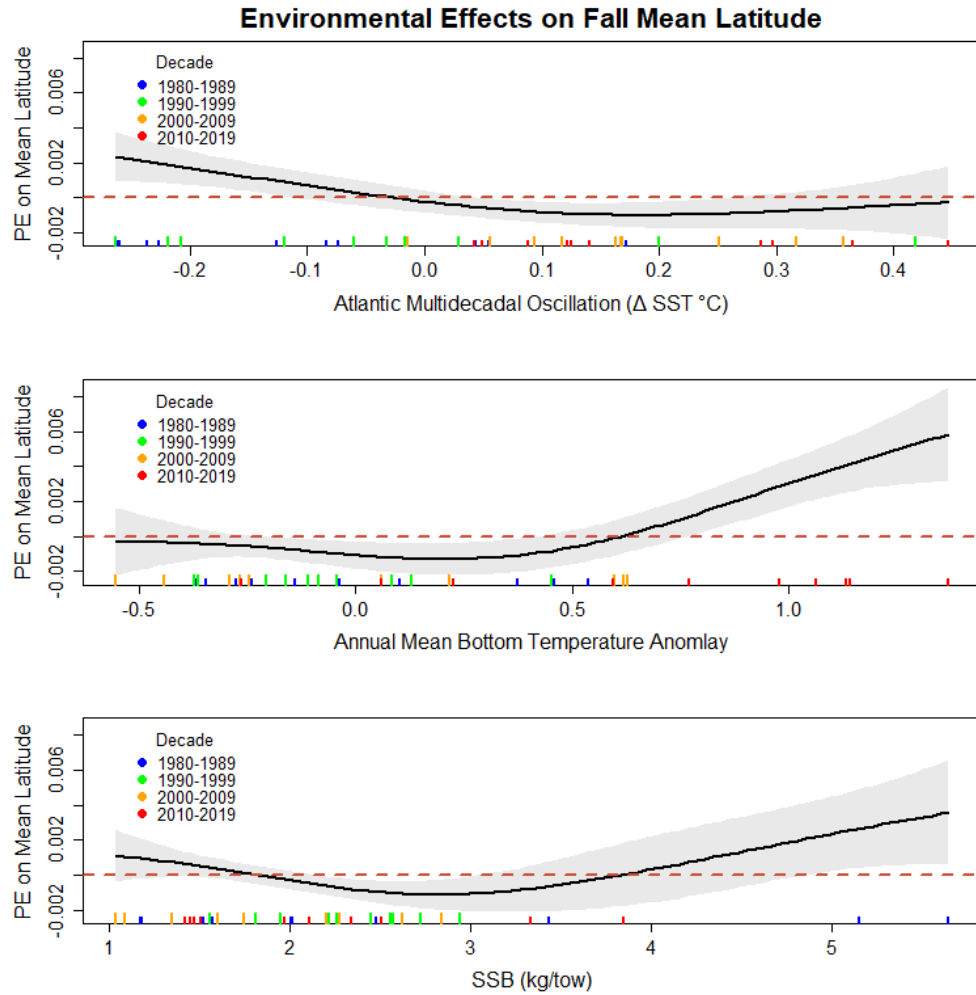 Environmental Effects on Fall Mean Latitude
PE on Mean Latitude
-0.002
0.002
0.006
Decade
1980-1989
1990-1999
2000-2009
2010-2019
-0.2 -0.1 0.0 0.1 0.2 0.3 0.4
Atlantic Multidecadal Oscillation (Δ SST °C)
PE on Mean Latitude
-0.002
0.002
0.006
Decade
1980-1989
1990-1999
2000-2009
2010-2019
-0.5 0.0 0.5 1.0
Annual Mean Bottom Temperature Anomlay
PE on Mean Latitude
-0.002
0.002
0.006
Decade
1980-1989
1990-1999
2000-2009
2010-2019
1 2 3 4 5
SSB (kg/tow)